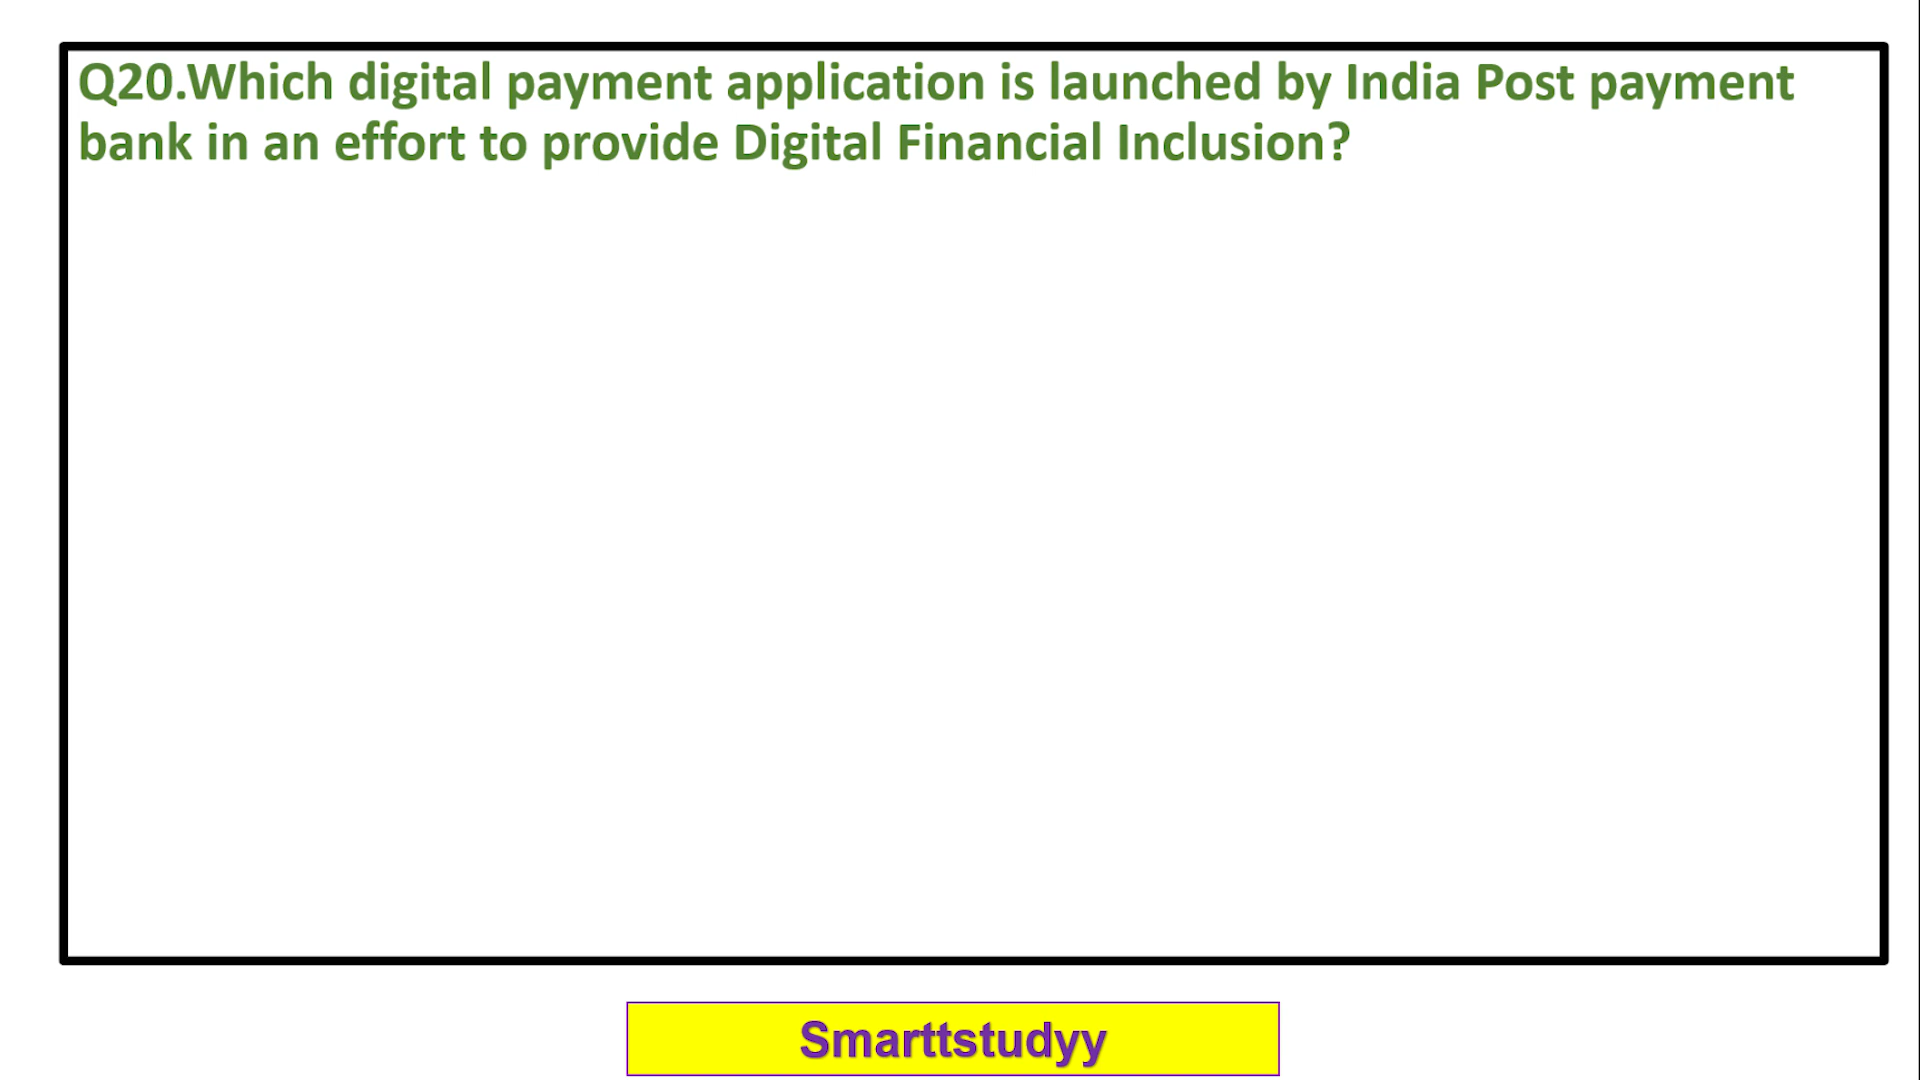 Q20.Which digital payment application is launched by India Post payment
bank in an effort to provide Digital Financial Inclusion?
Smarttstudyy